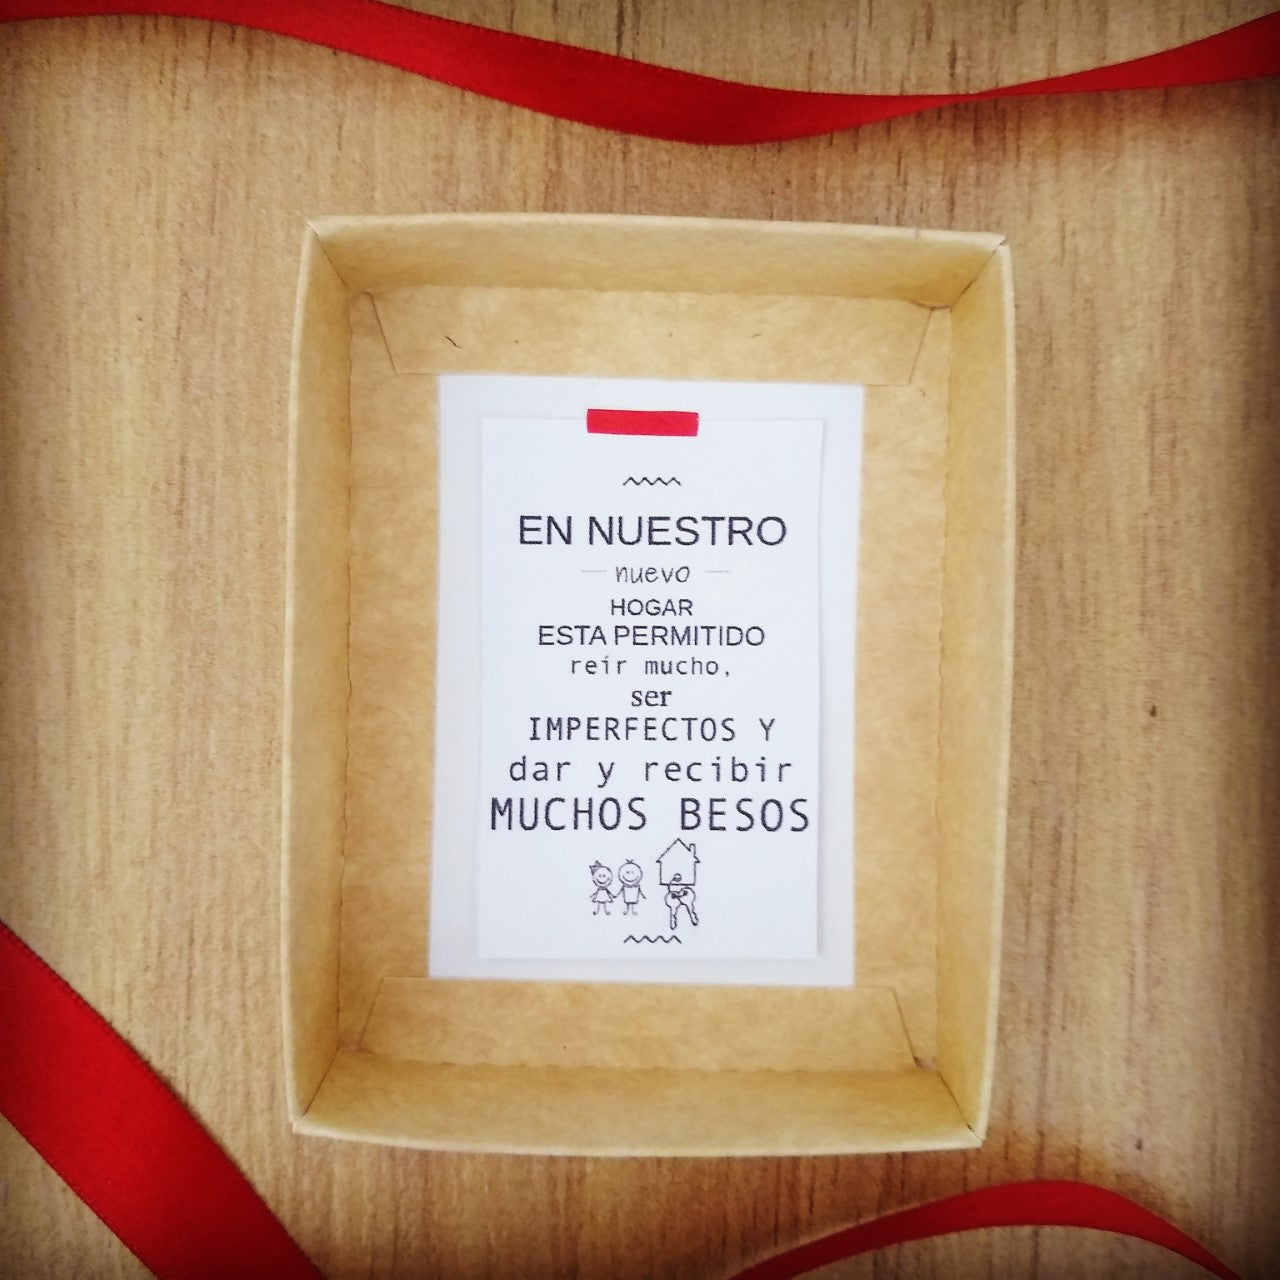 EN NUESTRO
nuevo
HOGAR
ESTA PERMITIDO
reír mucho,
ser
IMPERFECTOS Y
dar y recibir
MUCHOS BESOS